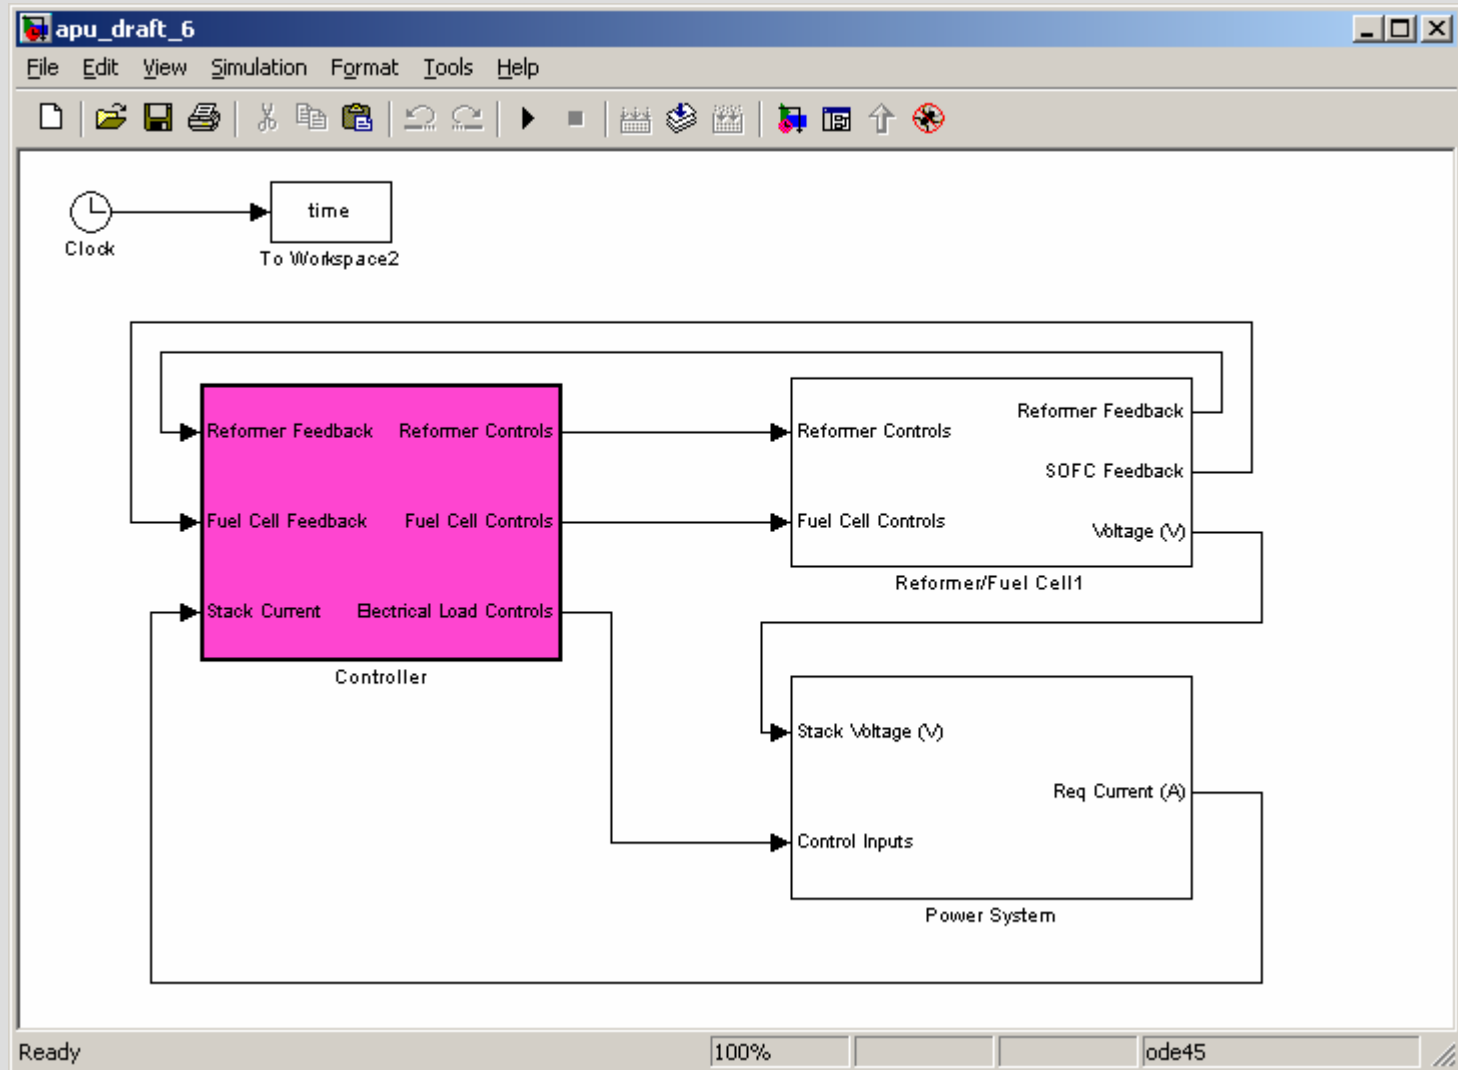 apu_draft_6
File Edit View Simulation Format Tools Help
time
Clock
To Workspace2
Reformer Feedback Reformer Controls
Fuel Cell Feedback Fuel Cell Controls
Stack Current Electrical Load Controls
Controller
Reformer Feedback
Reformer Controls
SOFC Feedback
Fuel Cell Controls
Voltage (V)
Reformer/Fuel Cell1
Stack Voltage (V)
Req Current (A)
Control Inputs
Power System
Ready 100% ode45